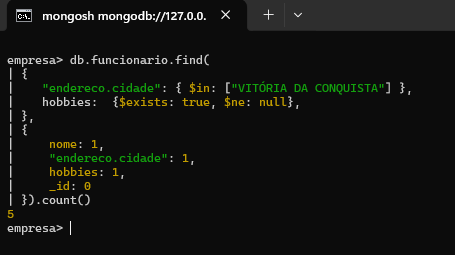 mongosh mongodb://127.0.0.
empresa> db.funcionario.find(
| {
|   "endereco.cidade": { $in: ["VITÓRIA DA CONQUISTA"] },
|   hobbies:  {$exists: true, $ne: null},
| },
| {
|    nome: 1,
|    "endereco.cidade": 1,
|    hobbies: 1,
|    _id: 0
| }).count()
5
empresa>